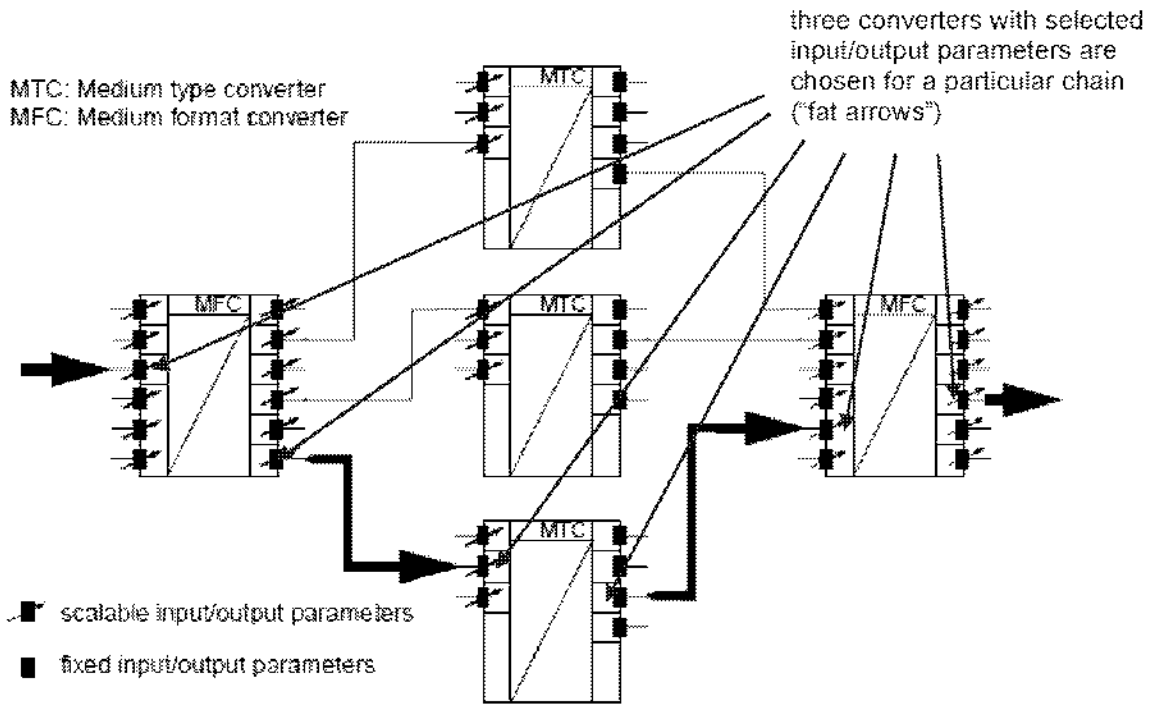 three converters with selected
input/output parameters are
chosen for a particular chain
("fat arrows")
MTC: Medium type converter
MFC: Medium format converter
MTC
MFC
MTC
MFC
MTC
scalable input/output parameters
fixed input/output parameters